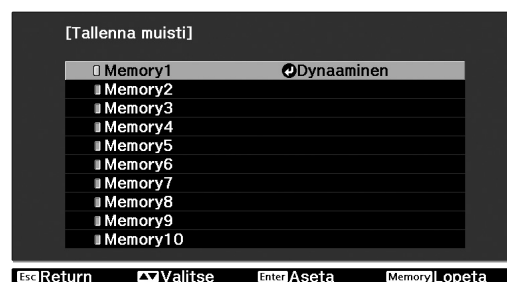 [Tallenna muisti]
Memory1 Dynaaminen
Memory2
Memory3
Memory4
Memory5
Memory6
Memory7
Memory8
Memory9
Memory10
Esc Return Valitse Enter Aseta Memory Lopeta